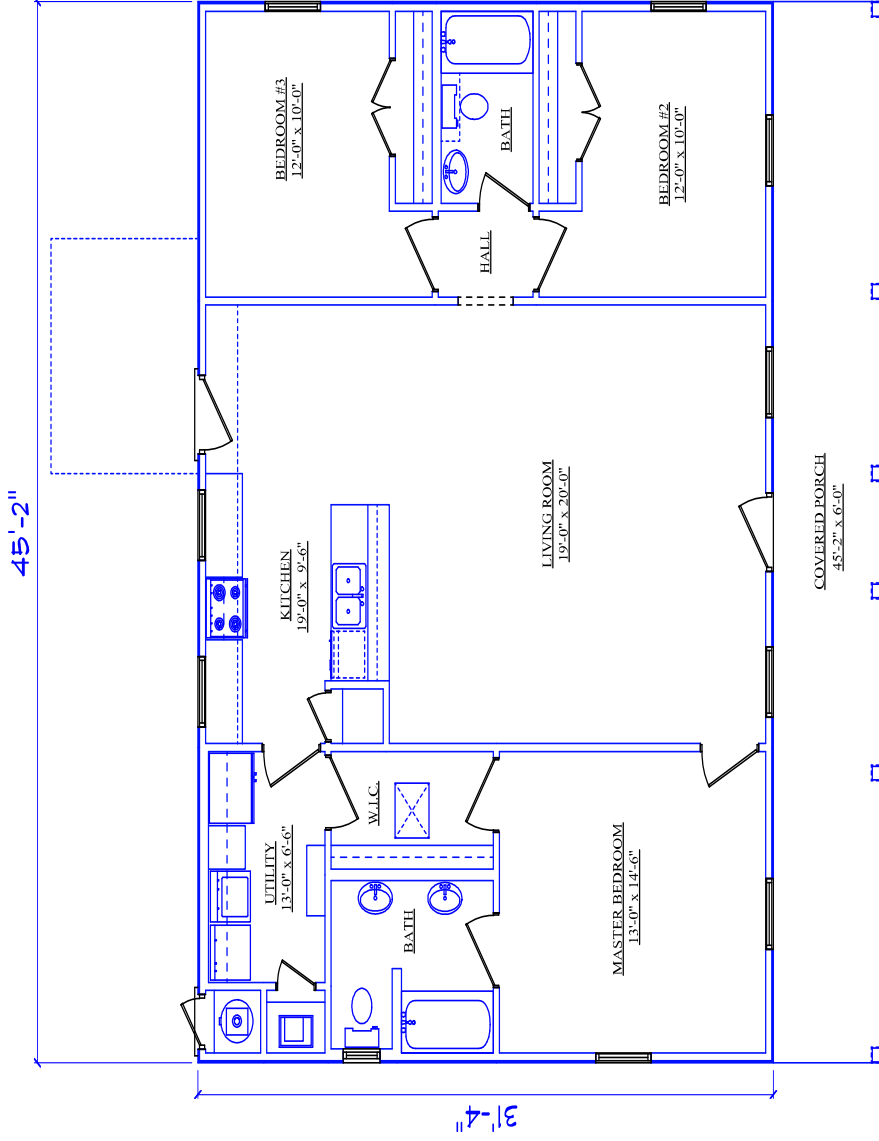 45'-2"
BEDROOM #3
12'-0" x 10'-0"
BATH
BEDROOM #2
12'-0" x 10'-0"
HALL
KITCHEN
19'-0" x 9'-6"
LIVING ROOM
19'-0" x 20'-0"
COVERED PORCH
45'-2" x 6'-0"
UTILITY
13'-0" x 6'-6"
W.I.C.
BATH
MASTER BEDROOM
13'-0" x 14'-6"
31'-4"